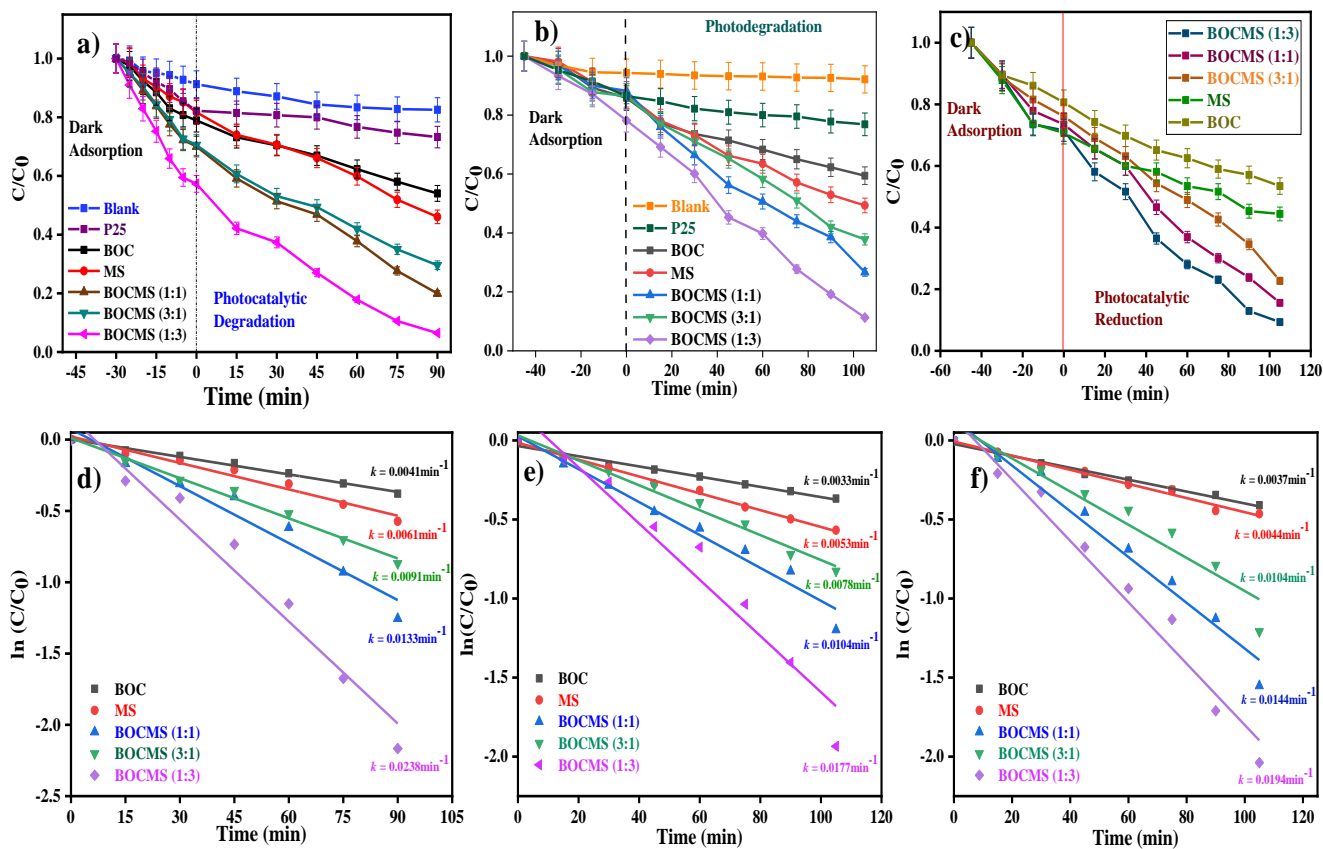 a)
C/C0
1.0
0.8
0.6
0.4
0.2
0.0
Dark
Adsorption
Blank
P25
BOC
MS
BOCMS (1:1)
BOCMS (3:1)
BOCMS (1:3)
Photocatalytic
Degradation
-45 -30 -15 0 15 30 45 60 75 90
Time (min)
b)
Photodegradation
C/C0
1.0
0.8
0.6
0.4
0.2
0.0
Dark
Adsorption
Blank
P25
BOC
MS
BOCMS (1:1)
BOCMS (3:1)
BOCMS (1:3)
-40 -20 0 20 40 60 80 100
Time (min)
c)
C/C0
1.0
0.8
0.6
0.4
0.2
0.0
BOCMS (1:3)
BOCMS (1:1)
BOCMS (3:1)
MS
BOC
Dark
Adsorption
Photocatalytic
Reduction
-60 -40 -20 0 20 40 60 80 100 120
Time (min)
d)
ln (C/C0)
0.0
-0.5
-1.0
-1.5
-2.0
-2.5
k = 0.0041min-1
k = 0.0061min-1
k = 0.0091min-1
k = 0.0133min-1
k = 0.0238min-1
BOC
MS
BOCMS (1:1)
BOCMS (3:1)
BOCMS (1:3)
0 15 30 45 60 75 90 105
Time (min)
e)
ln(C/C0)
0.0
-0.5
-1.0
-1.5
-2.0
k = 0.0033min-1
k = 0.0053min-1
k = 0.0078min-1
k = 0.0104min-1
k = 0.0177min-1
BOC
MS
BOCMS (1:1)
BOCMS (3:1)
BOCMS (1:3)
0 20 40 60 80 100 120
Time (min)
f)
ln (C/C0)
0.0
-0.5
-1.0
-1.5
-2.0
k = 0.0037min-1
k = 0.0044min-1
k = 0.0104min-1
k = 0.0144min-1
k = 0.0194min-1
BOC
MS
BOCMS (1:1)
BOCMS (3:1)
BOCMS (1:3)
0 20 40 60 80 100 120
Time (min)